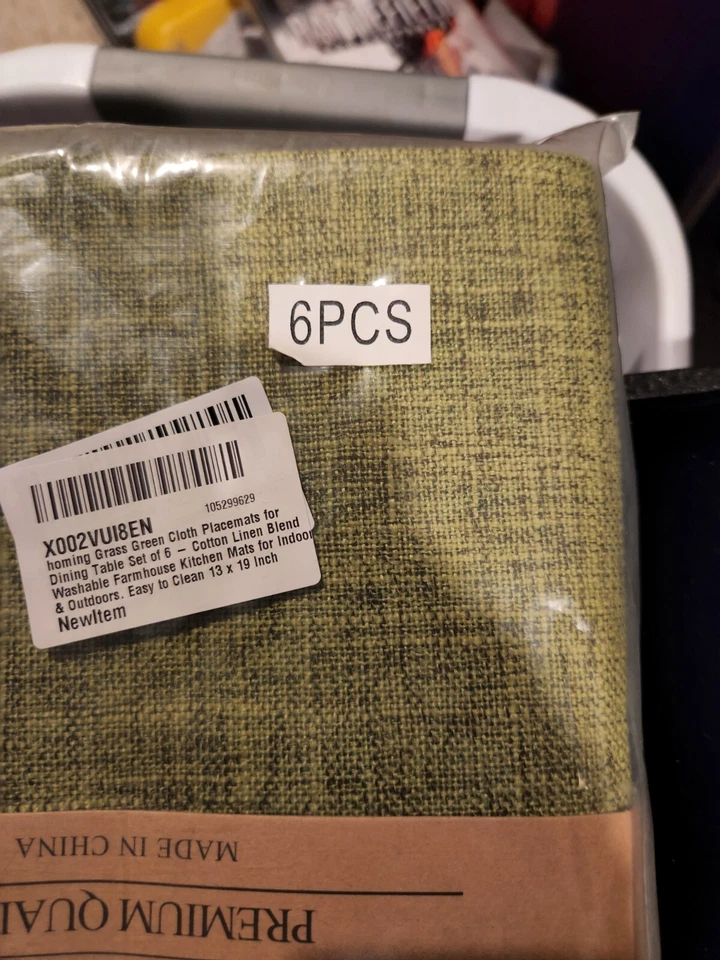 6PCS
X002VUI8EN
105299629
homing Grass Green Cloth Placemats for
Dining Table Set of 6 – Cotton Linen Blend
Washable Farmhouse Kitchen Mats for Indoor
& Outdoors. Easy to Clean 13 x 19 Inch
NewItem
MADE IN CHINA
PREMIUM QUAL